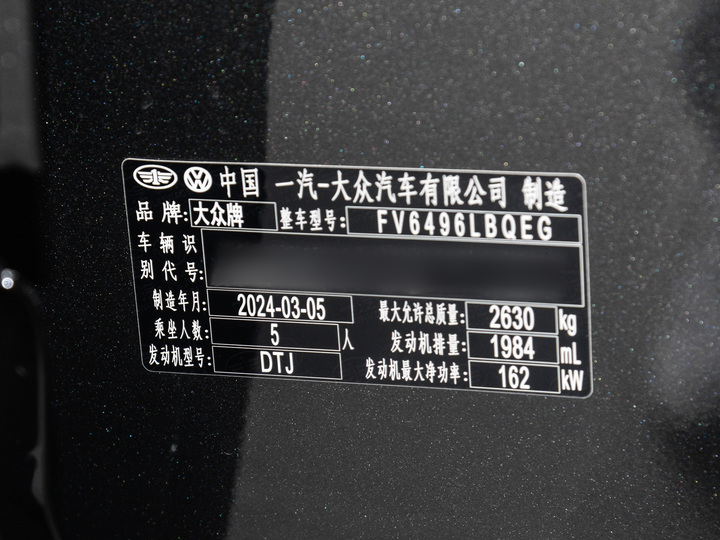 中国 一汽-大众汽车有限公司 制造
品牌: 大众牌 整车型号: FV6496LBQEG
车辆识
别代号:
制造年月: 2024-03-05 最大允许总质量: 2630 kg
乘坐人数: 5 人 发动机排量: 1984 mL
发动机型号: DTJ 发动机最大净功率: 162 kW